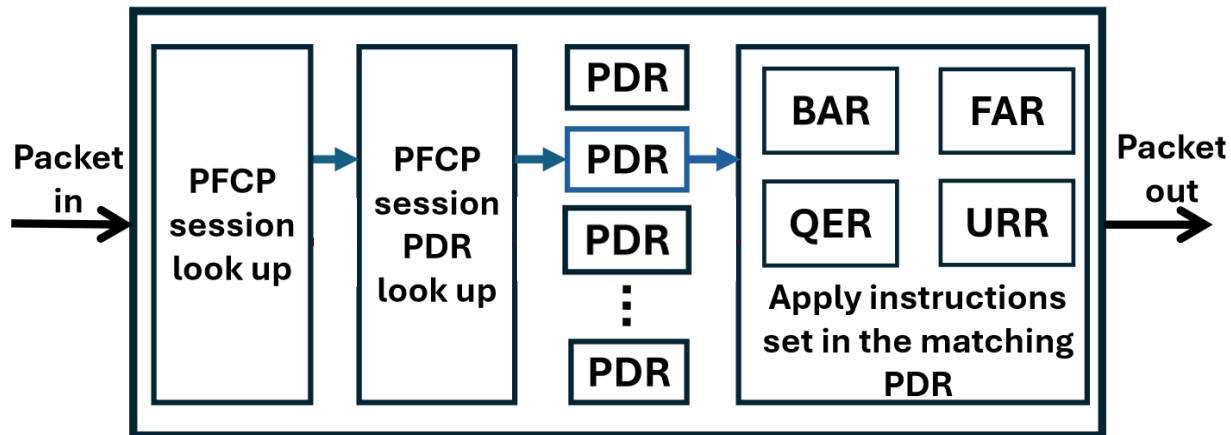 Packet
in
PFCP
session
look up
PFCP
session
PDR
look up
PDR
PDR
PDR
PDR
BAR
FAR
QER
URR
Apply instructions
set in the matching
PDR
Packet
out